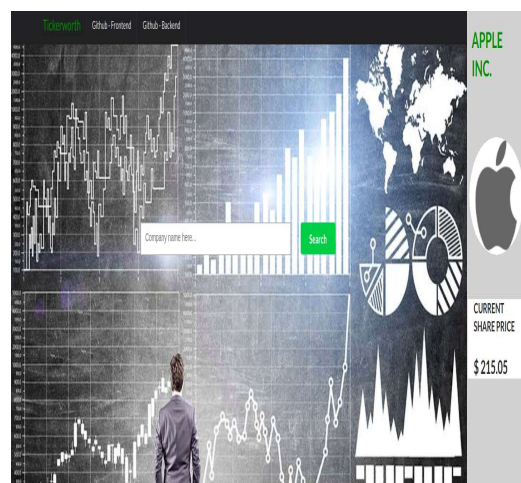 Tickerworth Github-Frontend Github-Backend
Company name here...
Search
APPLE
INC.
CURRENT
SHARE PRICE
$ 215.05